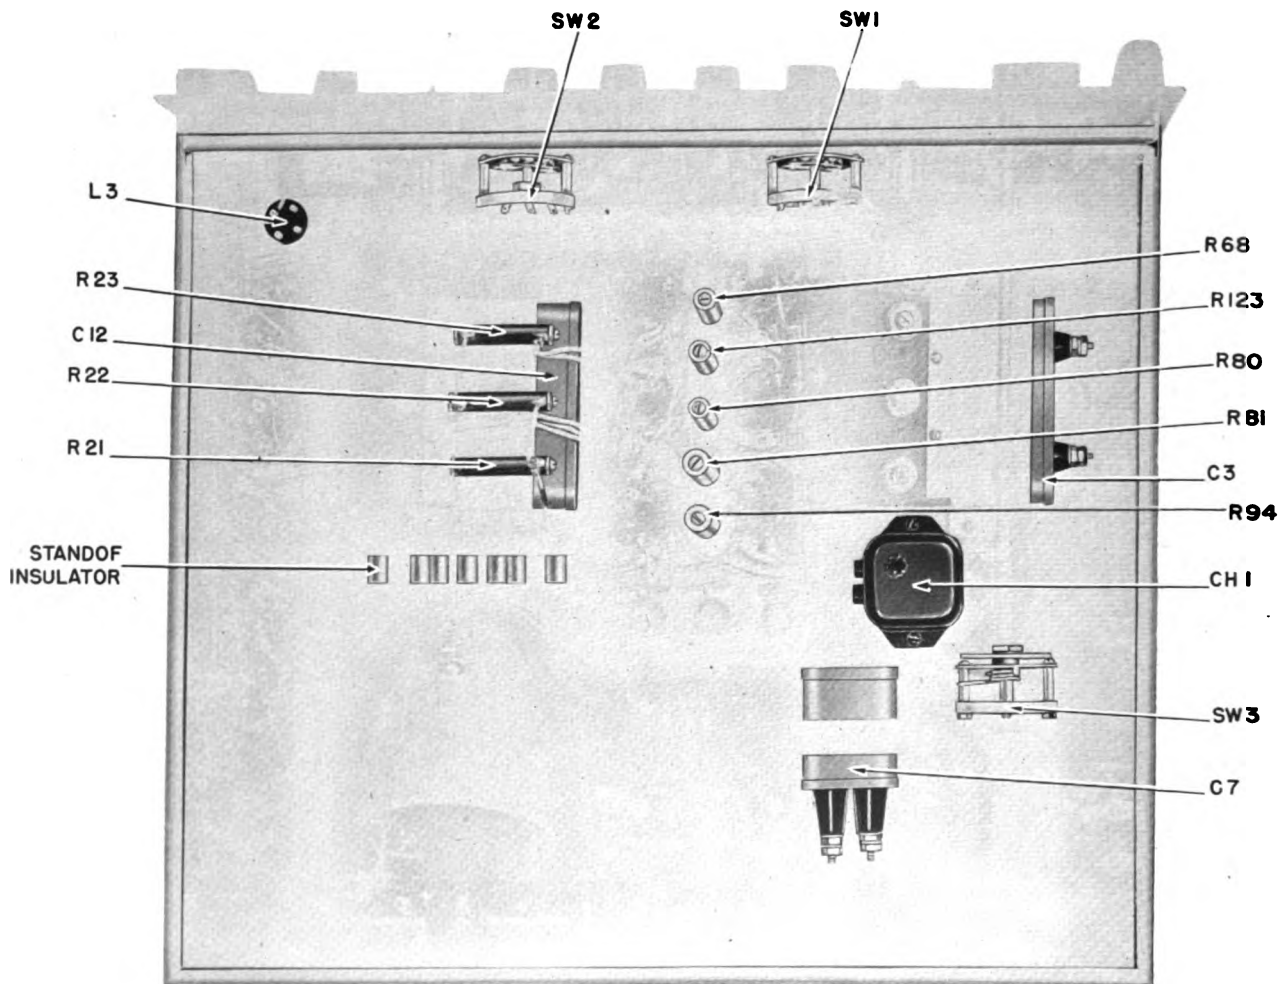 SW2
SW1
L3
R23
C12
R22
R21
STANDOF
INSULATOR
R68
R123
R80
R81
C3
R94
CH1
SW3
C7